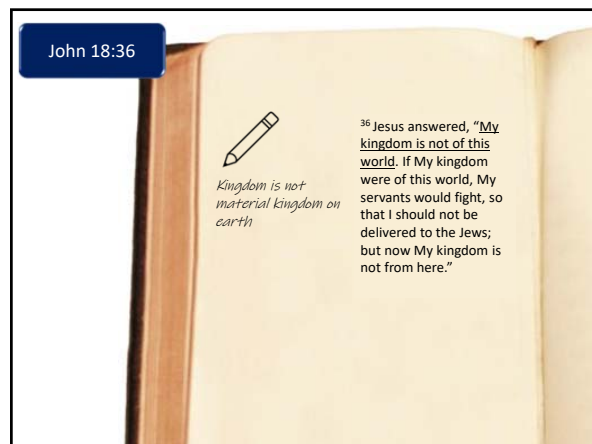 John 18:36
Kingdom is not
material kingdom on
earth
36 Jesus answered, “My
kingdom is not of this
world. If My kingdom
were of this world, My
servants would fight, so
that I should not be
delivered to the Jews;
but now My kingdom is
not from here.”